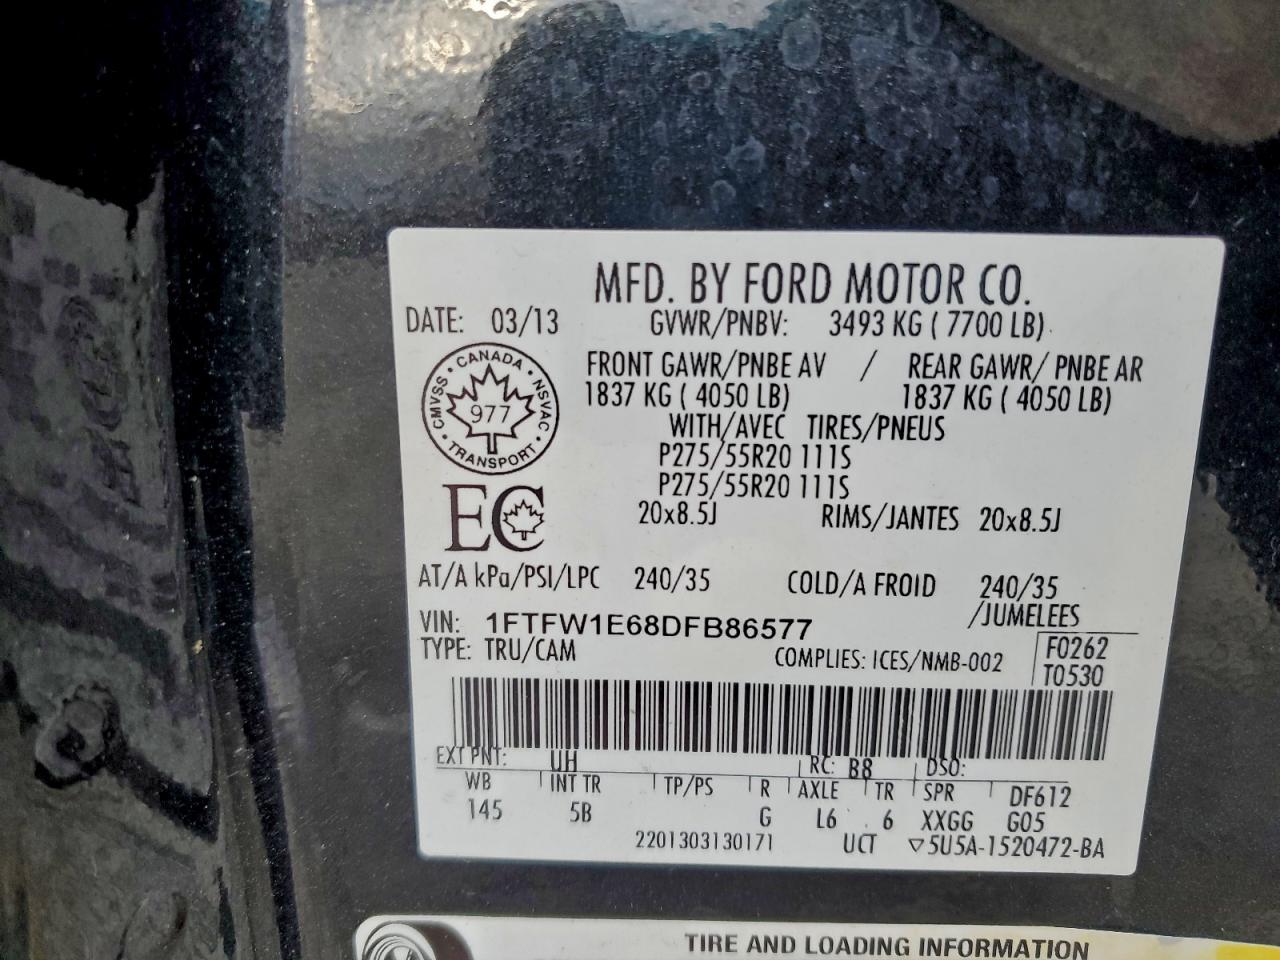 MFD. BY FORD MOTOR CO.
DATE: 03/13 GVWR/PNBV: 3493 KG ( 7700 LB)
FRONT GAWR/PNBE AV / REAR GAWR/ PNBE AR
1837 KG ( 4050 LB) 1837 KG ( 4050 LB)
WITH/AVEC TIRES/PNEUS
P275/55R20 111S
P275/55R20 111S
20x8.5J RIMS/JANTES 20x8.5J
CANADA
CMVSS 977 NSVAC
TRANSPORT
EC
AT/A kPa/PSI/LPC 240/35 COLD/A FROID 240/35
/JUMELEES
VIN: 1FTFW1E68DFB86577
TYPE: TRU/CAM COMPLIES: ICES/NMB-002
F0262
T0530
EXT PNT: UH RC: B8 DSO:
WB INT TR TP/PS R AXLE TR SPR DF612
145 5B G L6 6 XXGG G05
2201303130171 UCT ▽5U5A-1520472-BA
TIRE AND LOADING INFORMATION